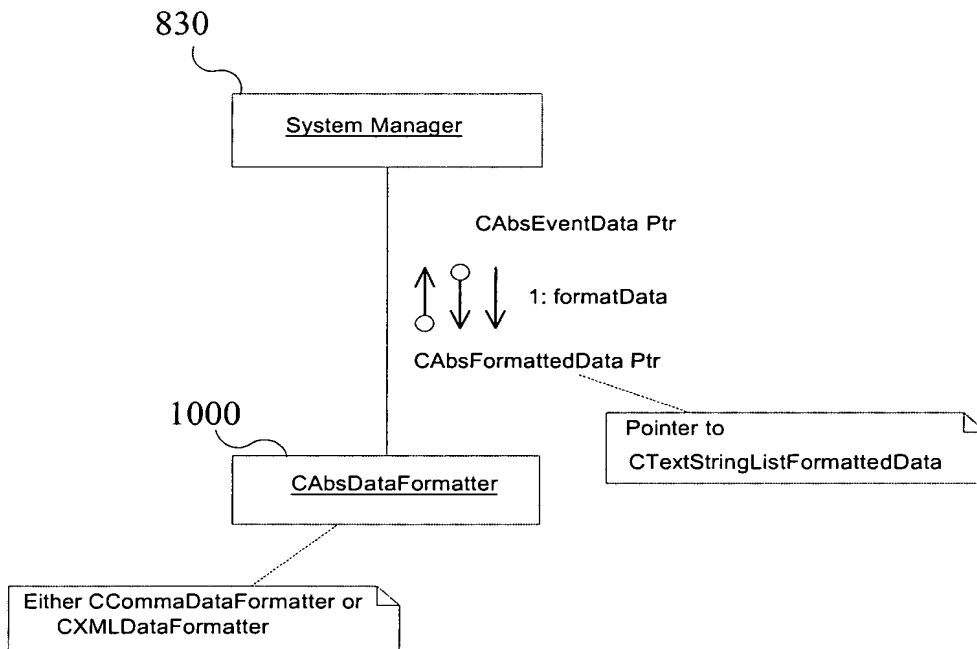 830
System Manager
CAbsEventData Ptr
1: formatData
CAbsFormattedData Ptr
1000
Pointer to
CTextStringListFormattedData
CAbsDataFormatter
Either CCommaDataFormatter or
CXMLDataFormatter